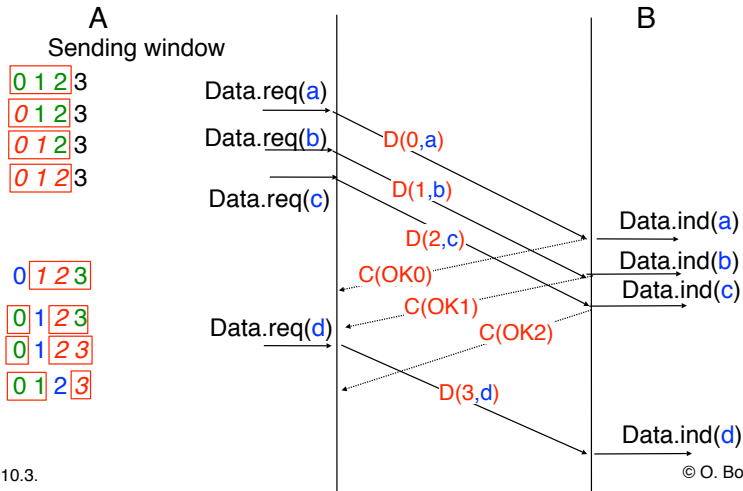 A
B
Sending window
0 1 2 3
Data.req(a)
0 1 2 3
Data.req(b)
D(0,a)
0 1 2 3
0 1 2 3
D(1,b)
Data.req(c)
Data.ind(a)
D(2,c)
Data.ind(b)
0 1 2 3
C(OK0)
Data.ind(c)
C(OK1)
0 1 2 3
Data.req(d)
C(OK2)
0 1 2 3
0 1 2 3
D(3,d)
Data.ind(d)
10.3.
© O. Bo